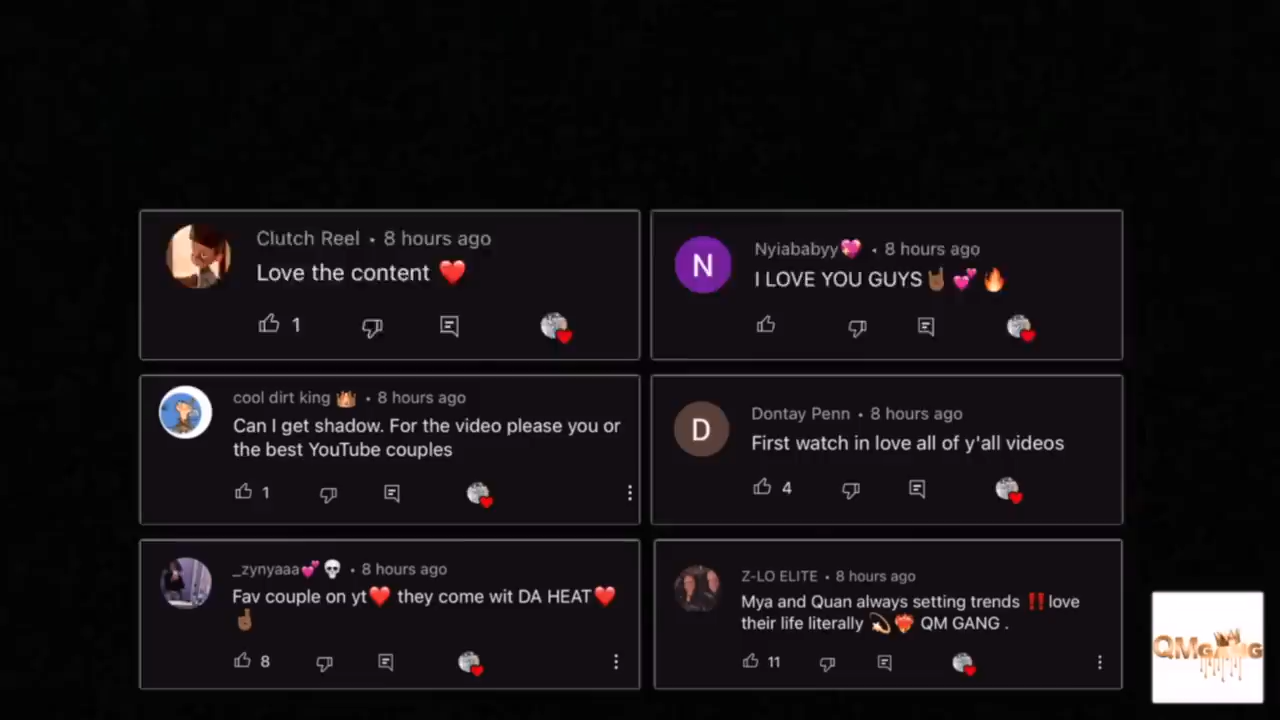 Clutch Reel • 8 hours ago
Love the content ❤️
1
Nyiababyy💖 • 8 hours ago
N
I LOVE YOU GUYS🤘🏾💕🔥
cool dirt king 👑 • 8 hours ago
Can I get shadow. For the video please you or
the best YouTube couples
1
Dontay Penn • 8 hours ago
D
First watch in love all of y'all videos
4
_zynyaaa💕💀 • 8 hours ago
Fav couple on yt❤️ they come wit DA HEAT❤️
☝🏾
8
Z-LO ELITE • 8 hours ago
Mya and Quan always setting trends ‼️love
their life literally 💫❤️‍🔥 QM GANG .
11
QMGANG